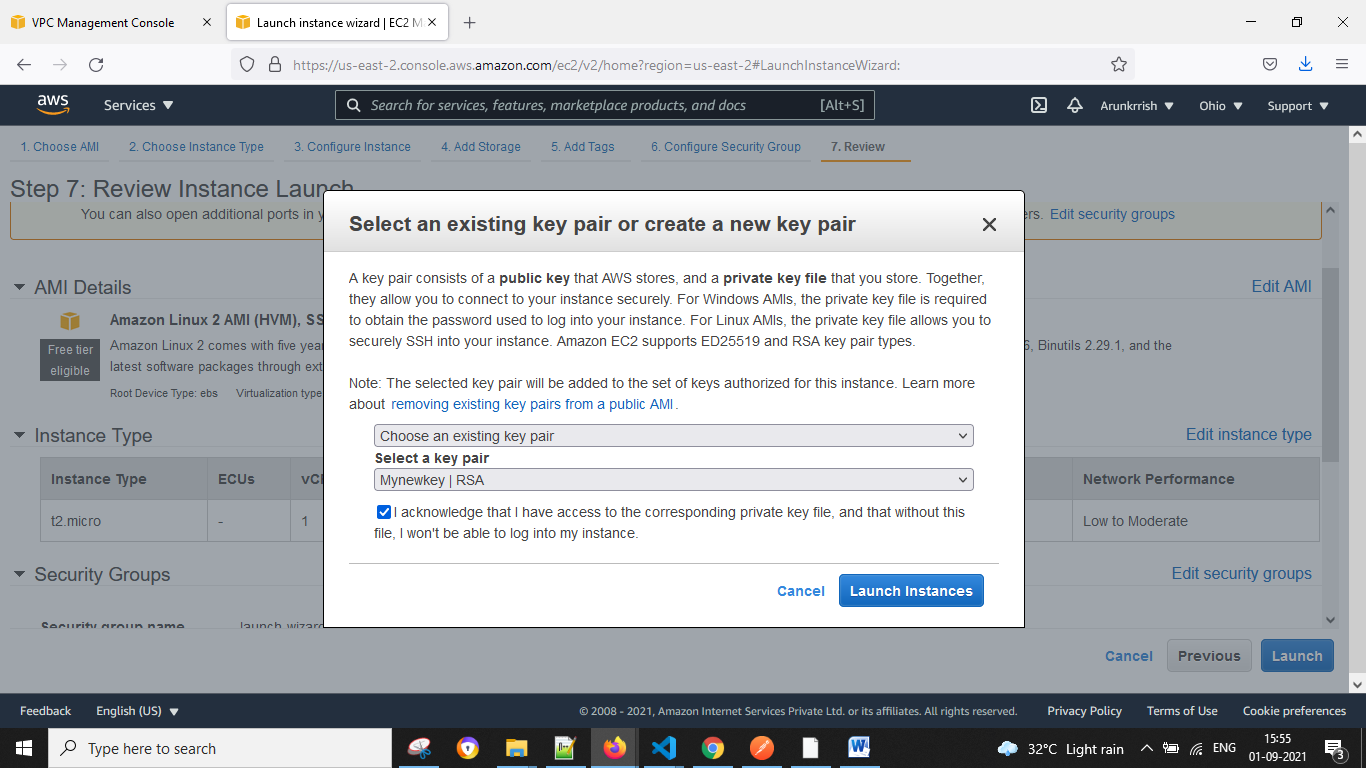 VPC Management Console
Launch instance wizard | EC2 M
https://us-east-2.console.aws.amazon.com/ec2/v2/home?region=us-east-2#LaunchInstanceWizard:
aws
Services
Search for services, features, marketplace products, and docs
[Alt+S]
Arunkrrish
Ohio
Support
1. Choose AMI
2. Choose Instance Type
3. Configure Instance
4. Add Storage
5. Add Tags
6. Configure Security Group
7. Review
Step 7: Review Instance Launch
You can also open additional ports in
Edit security groups
Select an existing key pair or create a new key pair
A key pair consists of a public key that AWS stores, and a private key file that you store. Together,
they allow you to connect to your instance securely. For Windows AMIs, the private key file is required
to obtain the password used to log into your instance. For Linux AMIs, the private key file allows you to
securely SSH into your instance. Amazon EC2 supports ED25519 and RSA key pair types.
Note: The selected key pair will be added to the set of keys authorized for this instance. Learn more
about removing existing key pairs from a public AMI.
Choose an existing key pair
Select a key pair
Mynewkey | RSA
I acknowledge that I have access to the corresponding private key file, and that without this
file, I won't be able to log into my instance.
Cancel
Launch Instances
AMI Details
Edit AMI
Amazon Linux 2 AMI (HVM),
Free tier
eligible
Amazon Linux 2 comes with five
Binutils 2.29.1, and the
latest software packages through
Root Device Type: ebs
Virtualization type
Instance Type
Edit instance type
Instance Type
ECUs
Network Performance
t2.micro
-
1
Low to Moderate
Security Groups
Edit security groups
Security group name
Cancel
Previous
Launch
Feedback
English (US)
© 2008 - 2021, Amazon Internet Services Private Ltd. or its affiliates. All rights reserved.
Privacy Policy
Terms of Use
Cookie preferences
Type here to search
32°C Light rain
ENG
15:55
01-09-2021
3